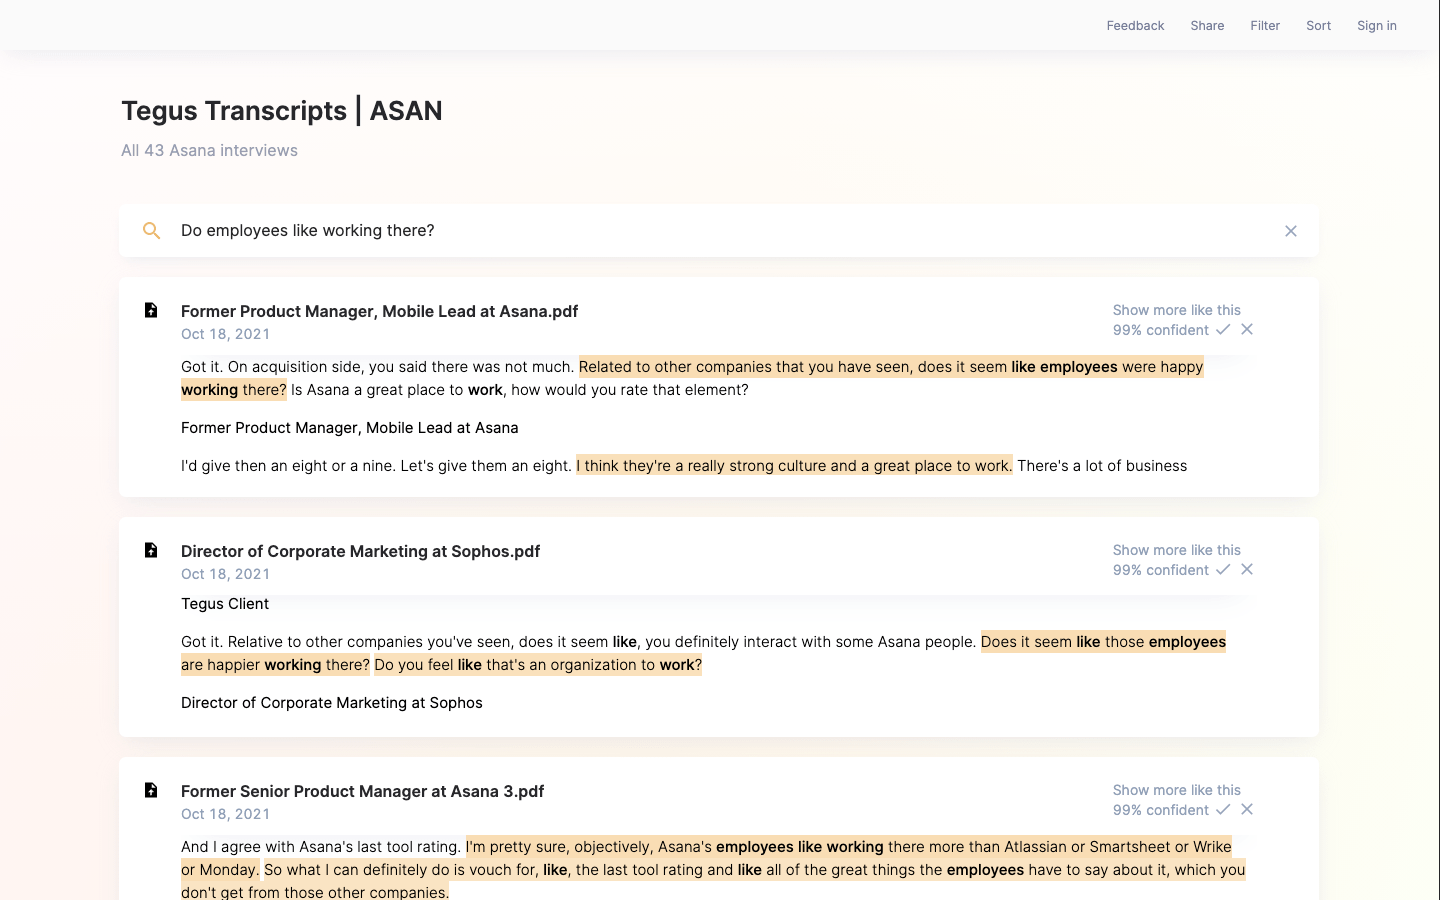 Feedback Share Filter Sort Sign in
Tegus Transcripts | ASAN
All 43 Asana interviews
Do employees like working there?
Former Product Manager, Mobile Lead at Asana.pdf
Show more like this
Oct 18, 2021
99% confident
Got it. On acquisition side, you said there was not much. Related to other companies that you have seen, does it seem like employees were happy
working there? Is Asana a great place to work, how would you rate that element?
Former Product Manager, Mobile Lead at Asana
I'd give then an eight or a nine. Let's give them an eight. I think they're a really strong culture and a great place to work. There's a lot of business
Director of Corporate Marketing at Sophos.pdf
Show more like this
Oct 18, 2021
99% confident
Tegus Client
Got it. Relative to other companies you've seen, does it seem like, you definitely interact with some Asana people. Does it seem like those employees
are happier working there? Do you feel like that's an organization to work?
Director of Corporate Marketing at Sophos
Former Senior Product Manager at Asana 3.pdf
Show more like this
Oct 18, 2021
99% confident
And I agree with Asana's last tool rating. I'm pretty sure, objectively, Asana's employees like working there more than Atlassian or Smartsheet or Wrike
or Monday. So what I can definitely do is vouch for, like, the last tool rating and like all of the great things the employees have to say about it, which you
don't get from those other companies.